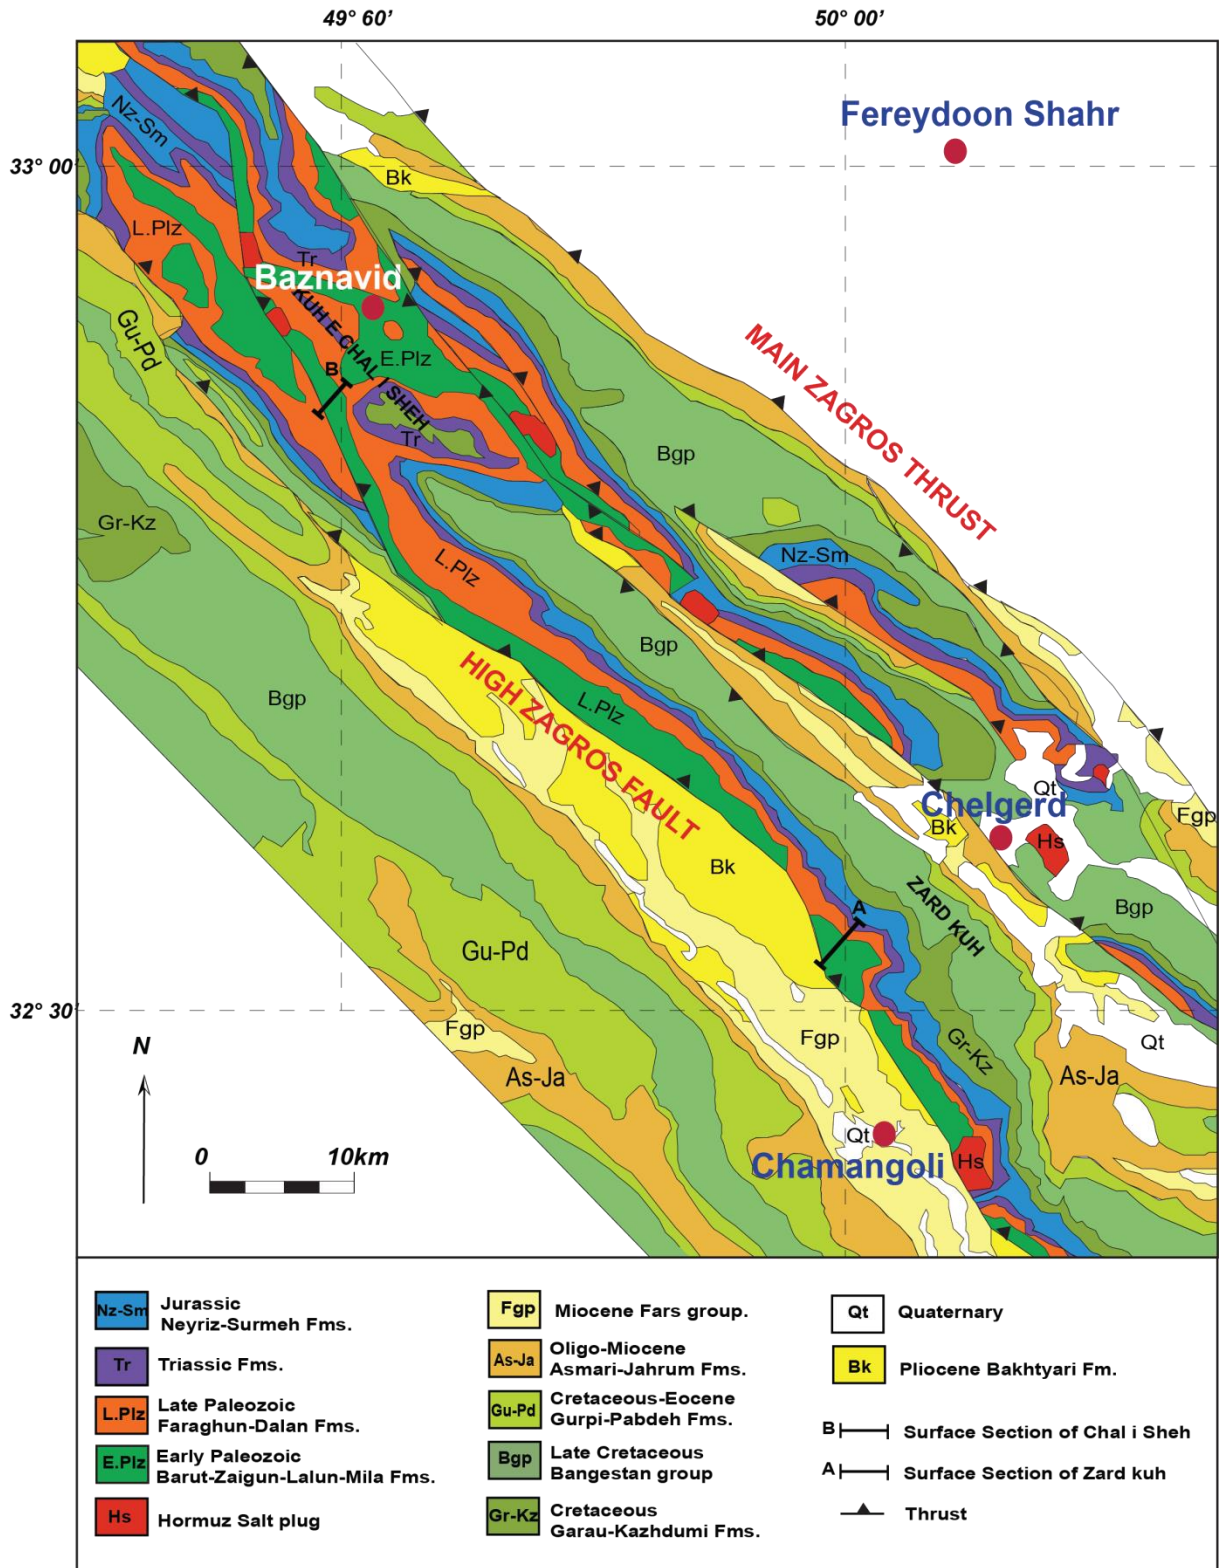 49° 60’
50° 00’
Fereydoon Shahr
Nz-Sm
33° 00’
Bk
L.Plz
Tr
Baznavid
KUH E CHAL I SHEH
Gu-Pd
E.Plz
B
MAIN ZAGROS THRUST
Tr
Bgp
Gr-Kz
Nz-Sm
L.Plz
Bgp
HIGH ZAGROS FAULT
Bgp
L.Plz
Qt
Chelgerd
Fgp
Bk
Hs
Bk
ZARD KUH
A
Bgp
Gu-Pd
32° 30’
Fgp
Fgp
Gr-Kz
Qt
N
As-Ja
As-Ja
Qt
0 10km
Chamangoli
Hs
Nz-Sm Jurassic
Neyriz-Surmeh Fms.
Tr Triassic Fms.
L.Plz Late Paleozoic
Faraghun-Dalan Fms.
E.Plz Early Paleozoic
Barut-Zaigun-Lalun-Mila Fms.
Hs Hormuz Salt plug
Fgp Miocene Fars group.
As-Ja Oligo-Miocene
Asmari-Jahrum Fms.
Gu-Pd Cretaceous-Eocene
Gurpi-Pabdeh Fms.
Bgp Late Cretaceous
Bangestan group
Gr-Kz Cretaceous
Garau-Kazhdumi Fms.
Qt Quaternary
Bk Pliocene Bakhtyari Fm.
B Surface Section of Chal i Sheh
A Surface Section of Zard kuh
Thrust